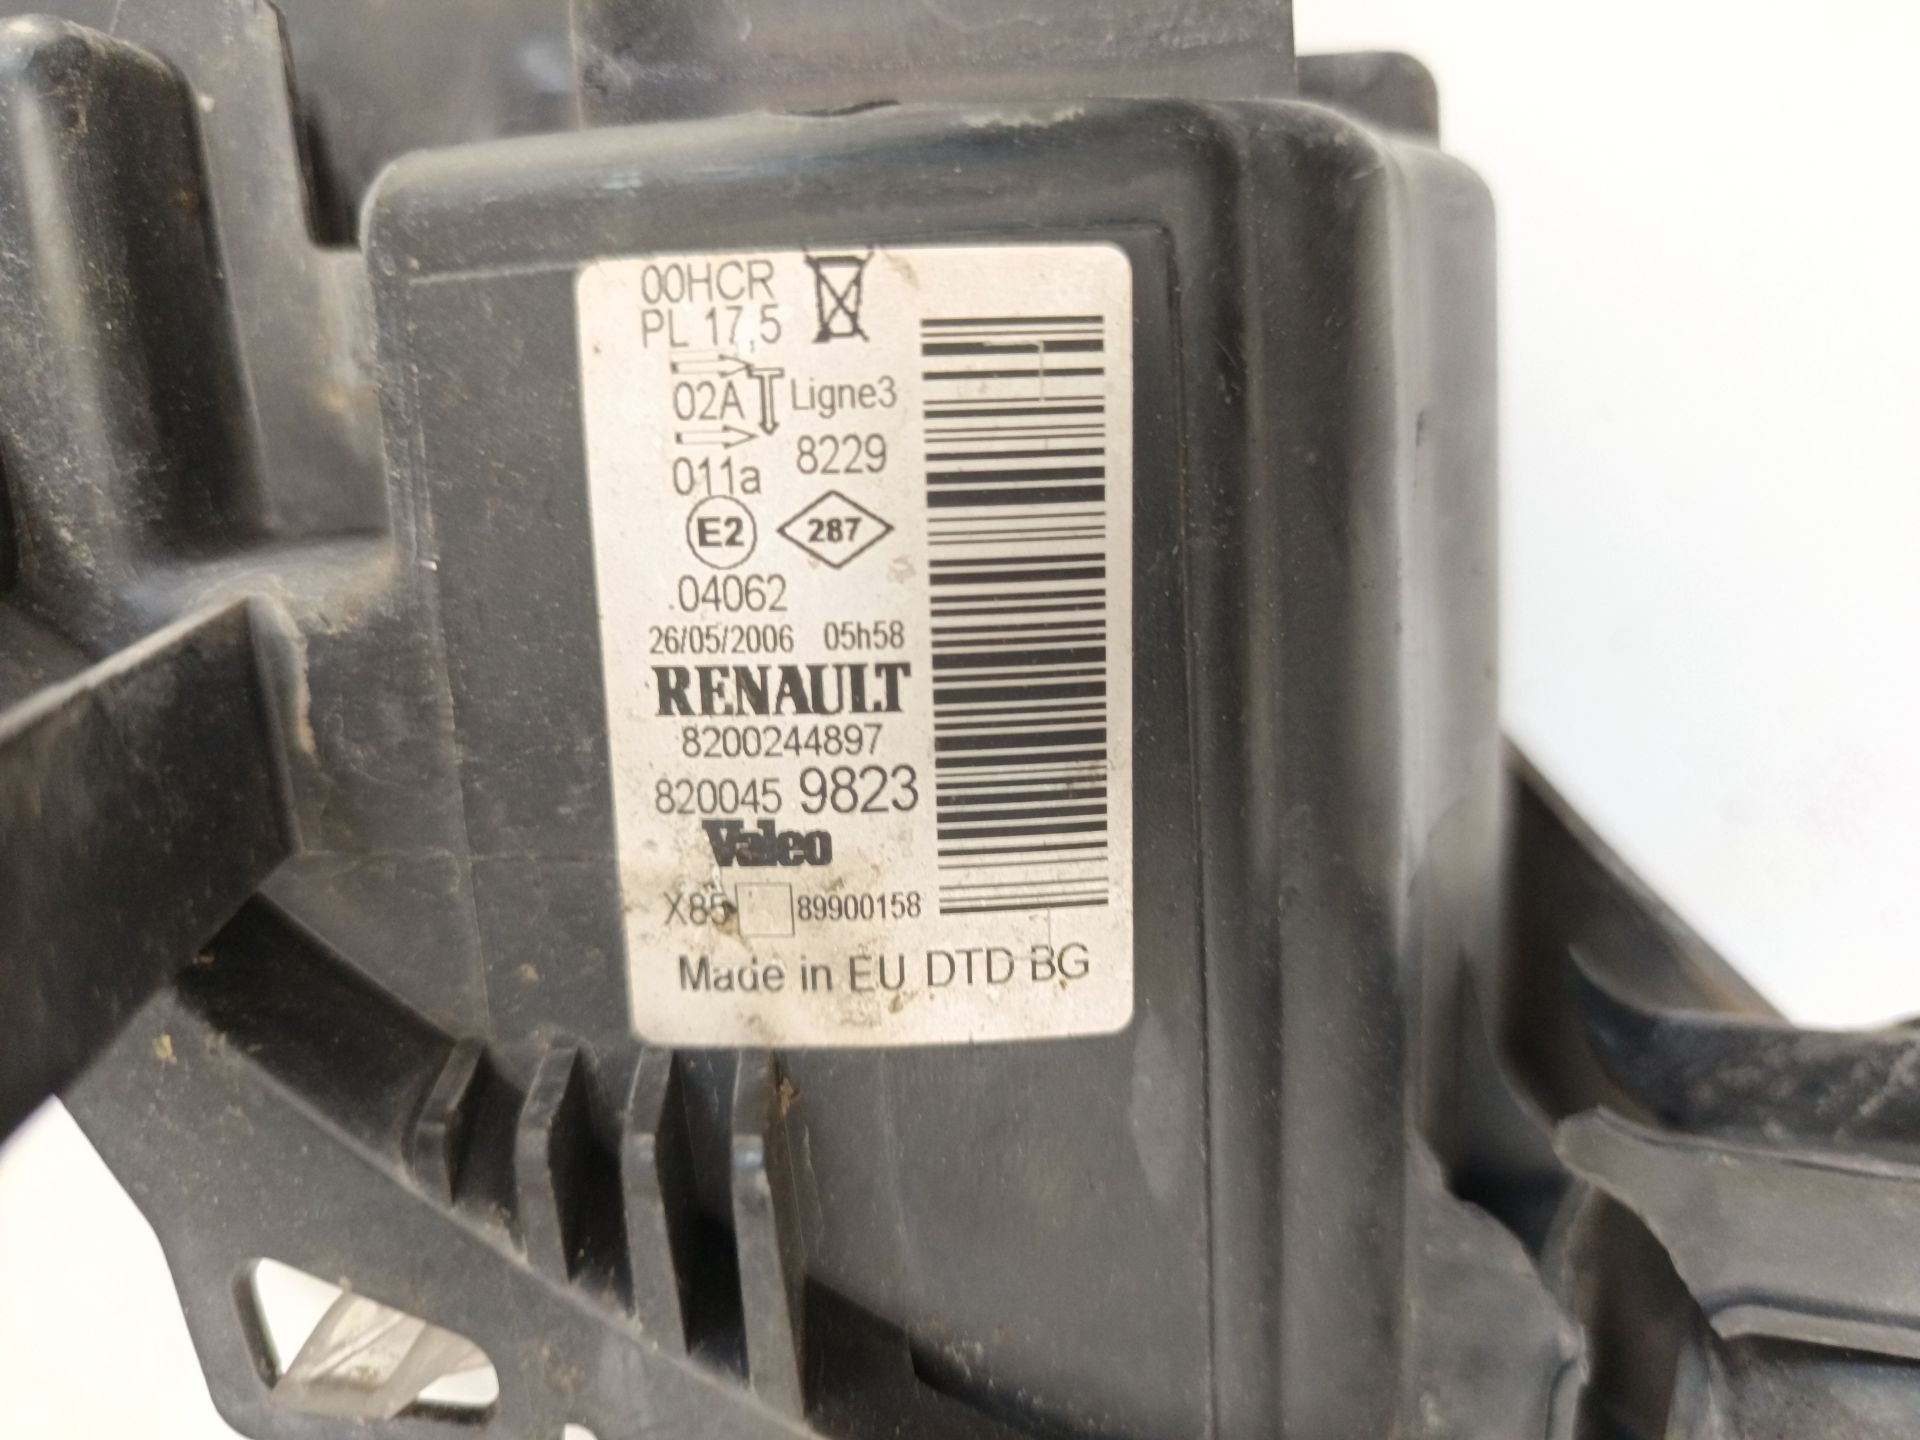 00HCR
PL 17,5
02A Ligne3
011a 8229
E2 287
.04062
26/05/2006 05h58
RENAULT
8200244897
820045 9823
Valeo
X85 89900158
Made in EU DTD BG